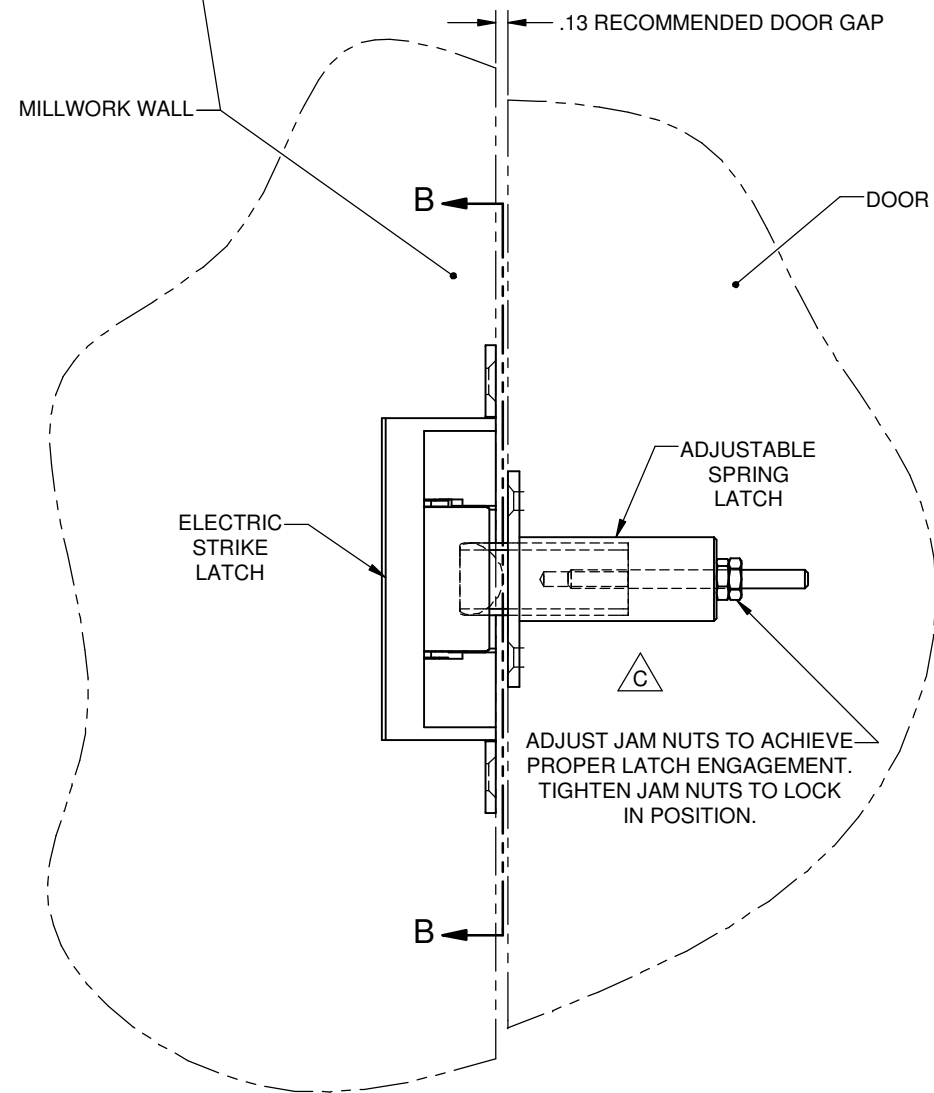 .13 RECOMMENDED DOOR GAP
MILLWORK WALL
B
DOOR
ADJUSTABLE
SPRING
LATCH
ELECTRIC
STRIKE
LATCH
C
ADJUST JAM NUTS TO ACHIEVE
PROPER LATCH ENGAGEMENT.
TIGHTEN JAM NUTS TO LOCK
IN POSITION.
B